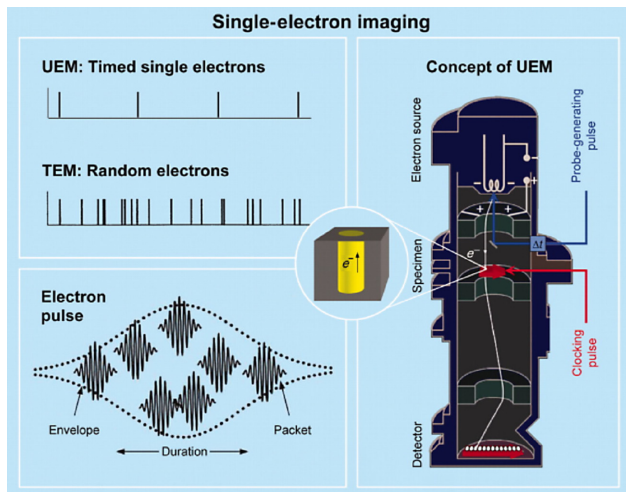 Single-electron imaging
UEM: Timed single electrons
TEM: Random electrons
Electron
pulse
Envelope
Packet
Duration
e⁻
Concept of UEM
Electron source
Specimen
Detector
Probe-generating
pulse
Clocking
pulse
-
+
-
-
+
+
Δt
e⁻